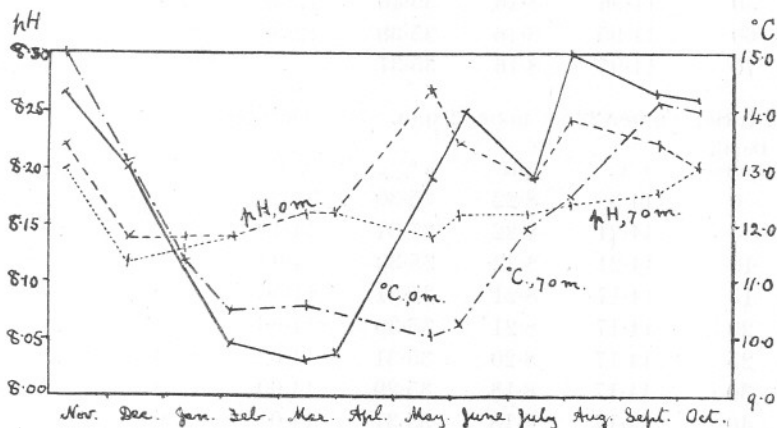 pH
°C
8·30
8·25
8·20
8·15
8·10
8·05
8·00
15·0
14·0
13·0
12·0
11·0
10·0
9·0
pH, 0 m.
pH, 70 m.
°C, 0 m.
°C, 70 m.
Nov. Dec. Jan. Feb. Mar. Apl. May. June July Aug. Sept. Oct.